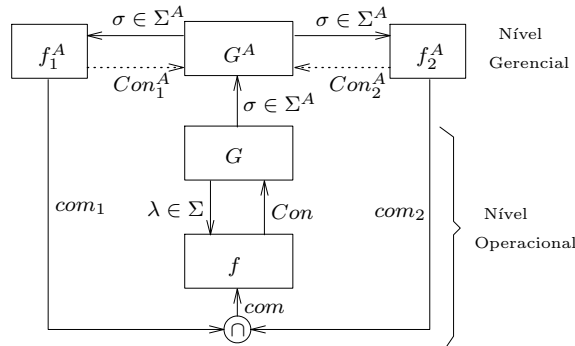 σ ∈ Σ^A
σ ∈ Σ^A
f_1^A
G^A
f_2^A
Nível
Gerencial
Con_1^A
Con_2^A
σ ∈ Σ^A
G
com_1
λ ∈ Σ
Con
com_2
Nível
Operacional
f
com
∩